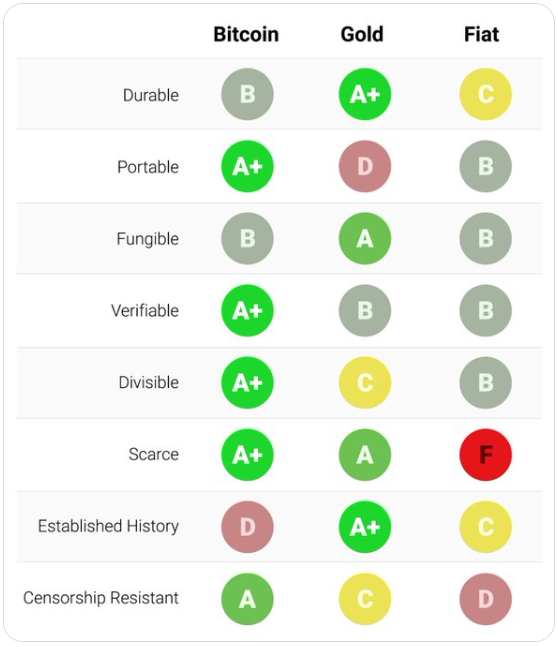 Bitcoin Gold Fiat
Durable B A+ C
Portable A+ D B
Fungible B A B
Verifiable A+ B B
Divisible A+ C B
Scarce A+ A F
Established History D A+ C
Censorship Resistant A C D